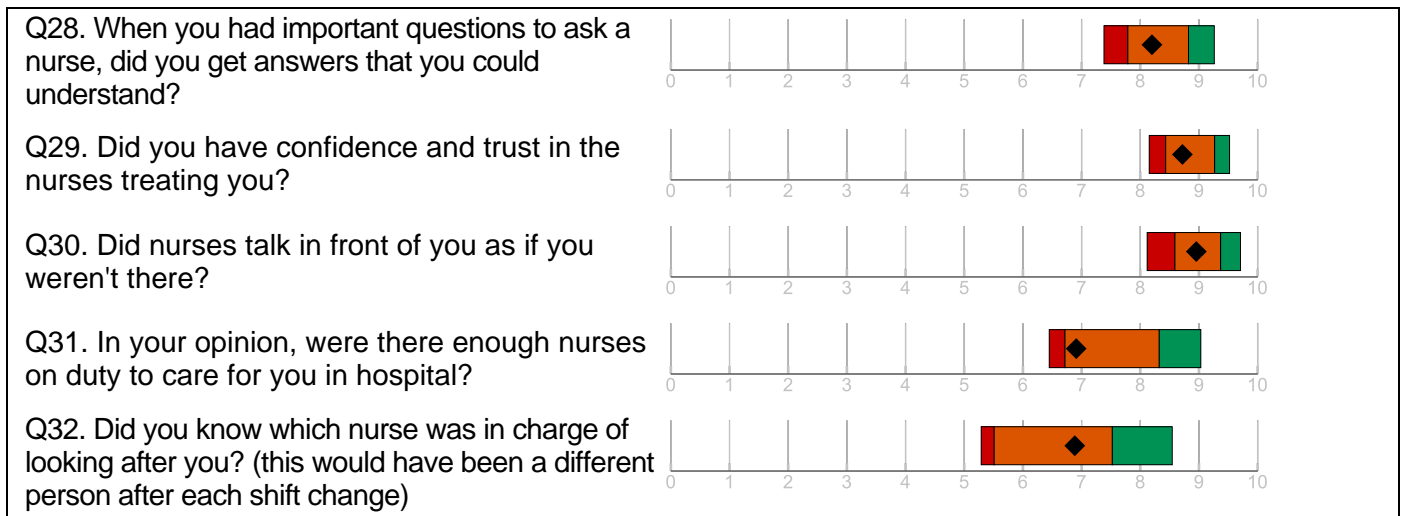 Q28. When you had important questions to ask a
nurse, did you get answers that you could
understand?
0 1 2 3 4 5 6 7 8 9 10
Q29. Did you have confidence and trust in the
nurses treating you?
0 1 2 3 4 5 6 7 8 9 10
Q30. Did nurses talk in front of you as if you
weren't there?
0 1 2 3 4 5 6 7 8 9 10
Q31. In your opinion, were there enough nurses
on duty to care for you in hospital?
0 1 2 3 4 5 6 7 8 9 10
Q32. Did you know which nurse was in charge of
looking after you? (this would have been a different
person after each shift change)
0 1 2 3 4 5 6 7 8 9 10